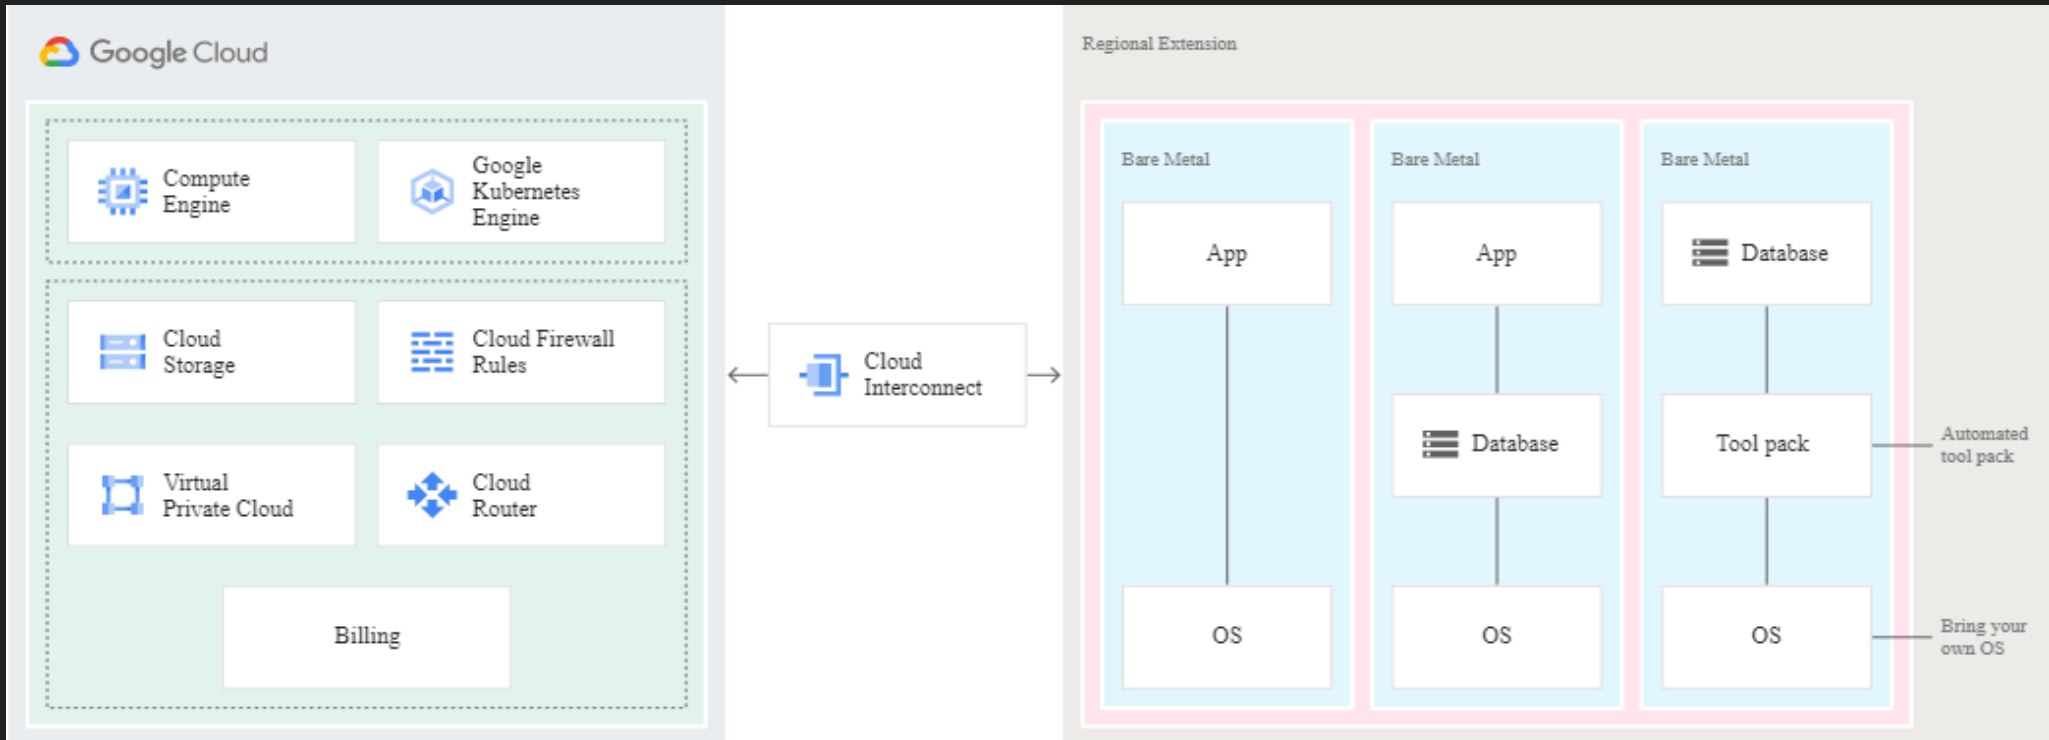 Google Cloud
Compute
Engine
Google
Kubernetes
Engine
Cloud
Storage
Cloud Firewall
Rules
Virtual
Private Cloud
Cloud
Router
Billing
Cloud
Interconnect
Regional Extension
Bare Metal
App
OS
Bare Metal
App
Database
OS
Bare Metal
Database
Tool pack
OS
Automated
tool pack
Bring your
own OS